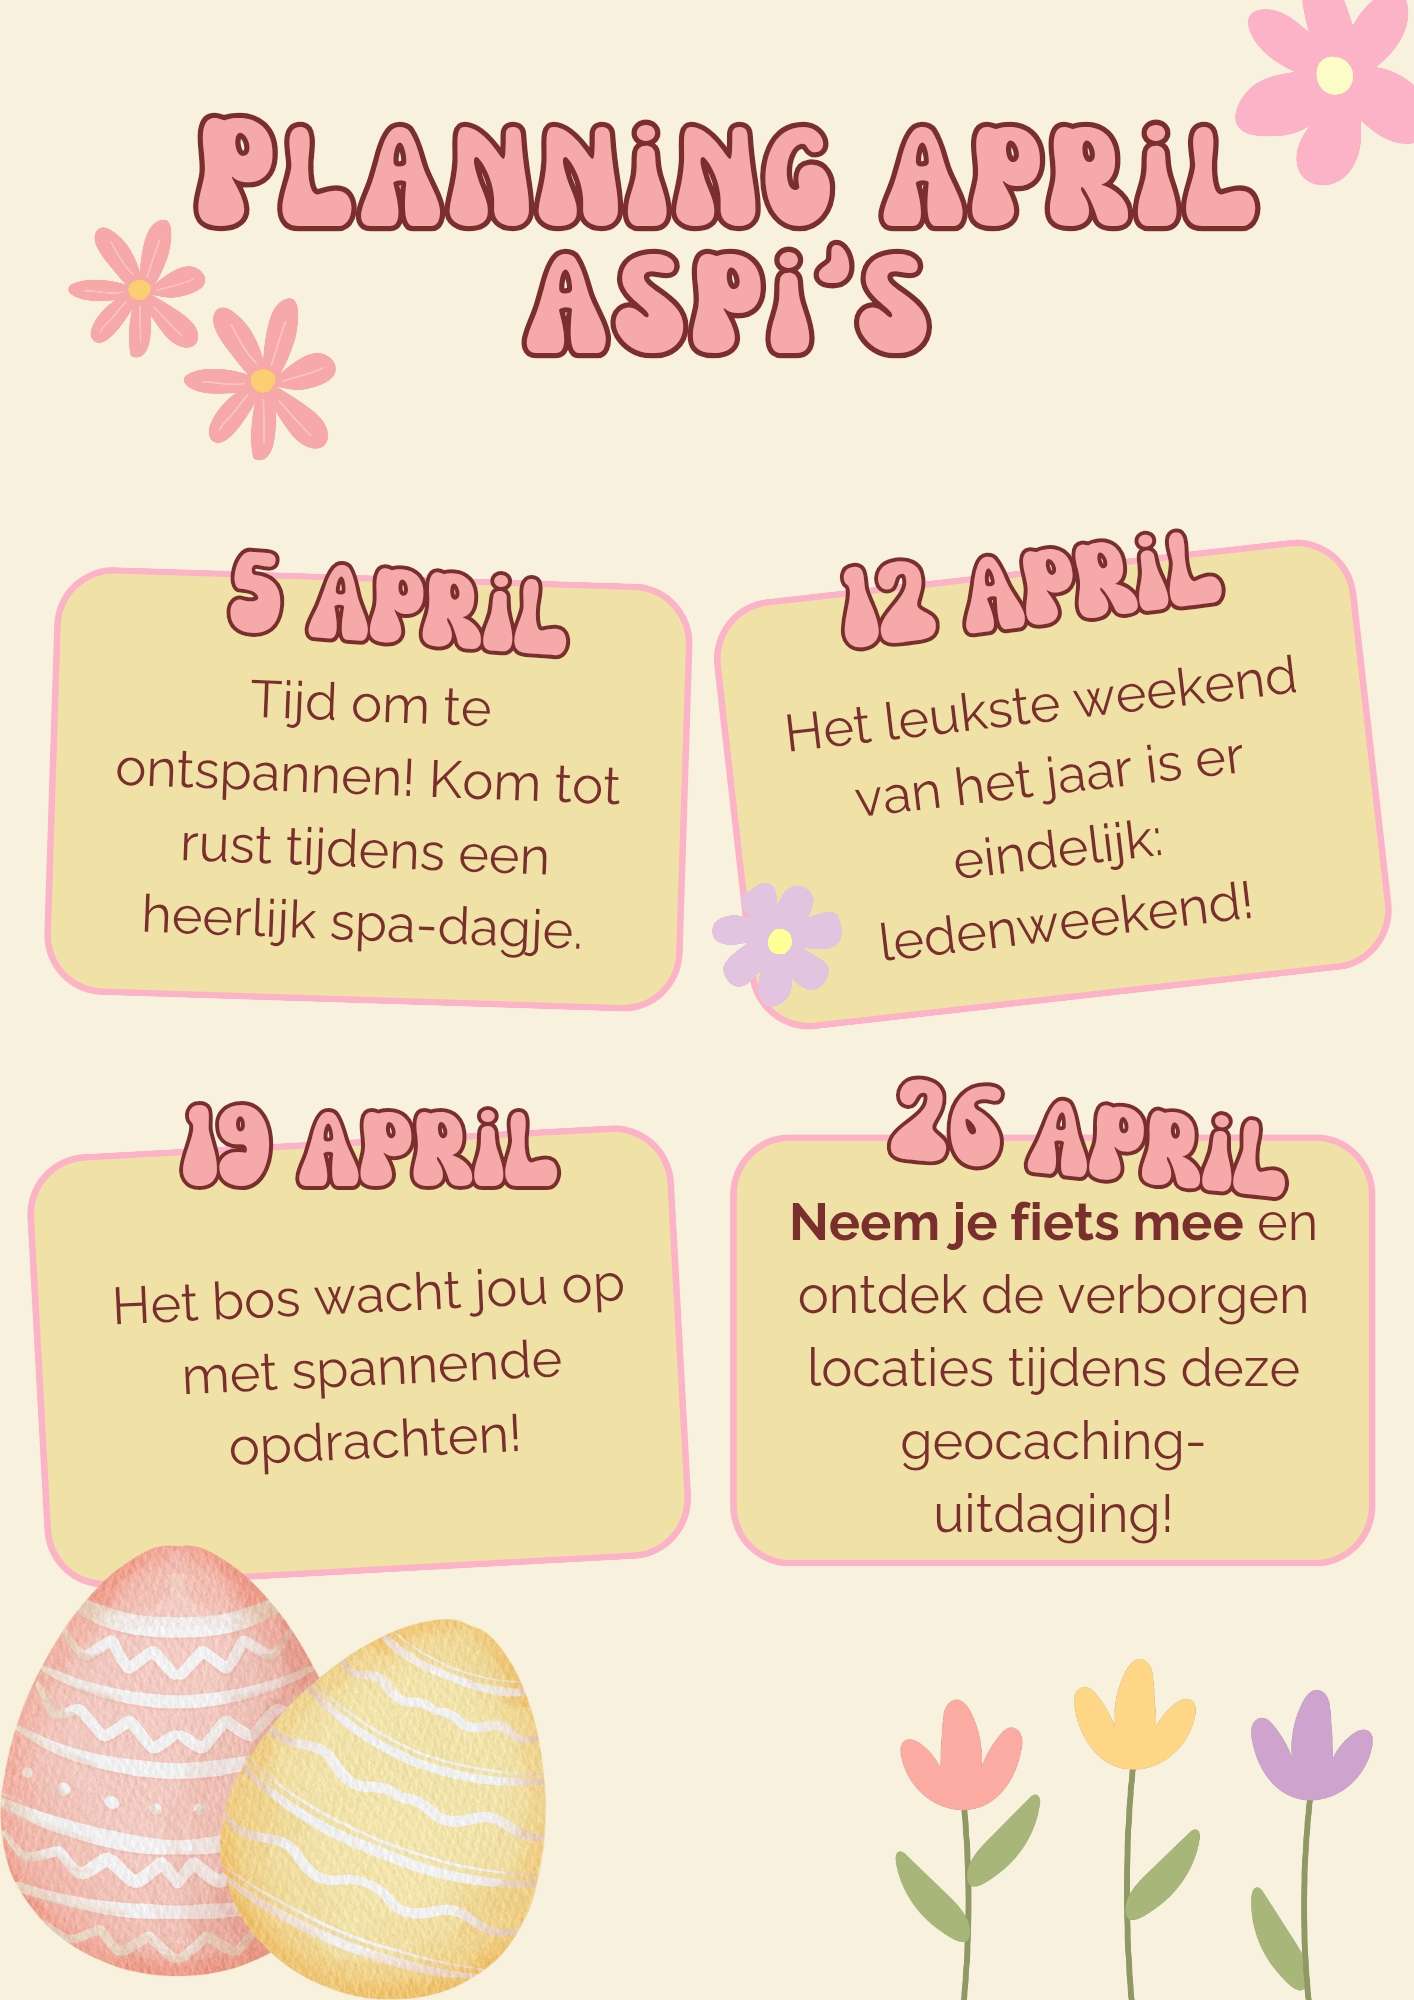 PLANNiNG APRiL
ASPi'S
5 APRiL
Tijd om te
ontspannen! Kom tot
rust tijdens een
heerlijk spa-dagje.
12 APRiL
Het leukste weekend
van het jaar is er
eindelijk:
ledenweekend!
19 APRiL
Het bos wacht jou op
met spannende
opdrachten!
26 APRiL
Neem je fiets mee en
ontdek de verborgen
locaties tijdens deze
geocaching-
uitdaging!